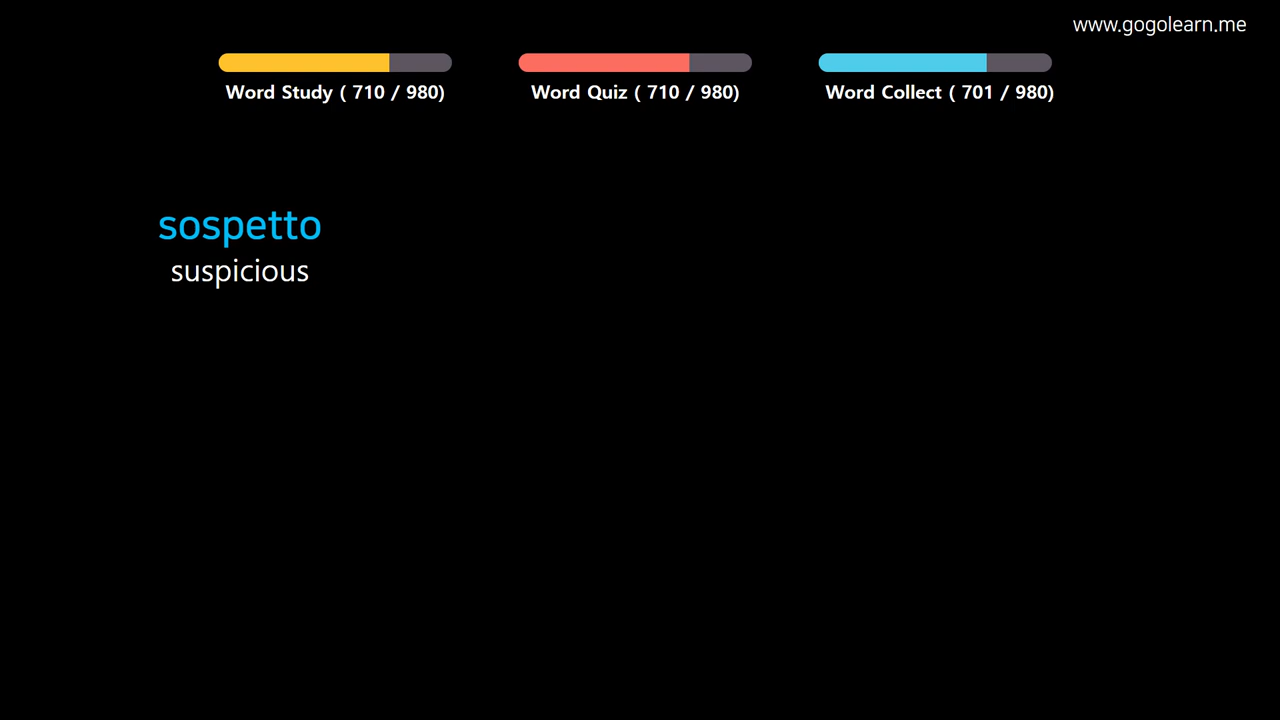 www.gogolearn.me
Word Study ( 710 / 980)
Word Quiz ( 710 / 980)
Word Collect ( 701 / 980)
sospetto
suspicious